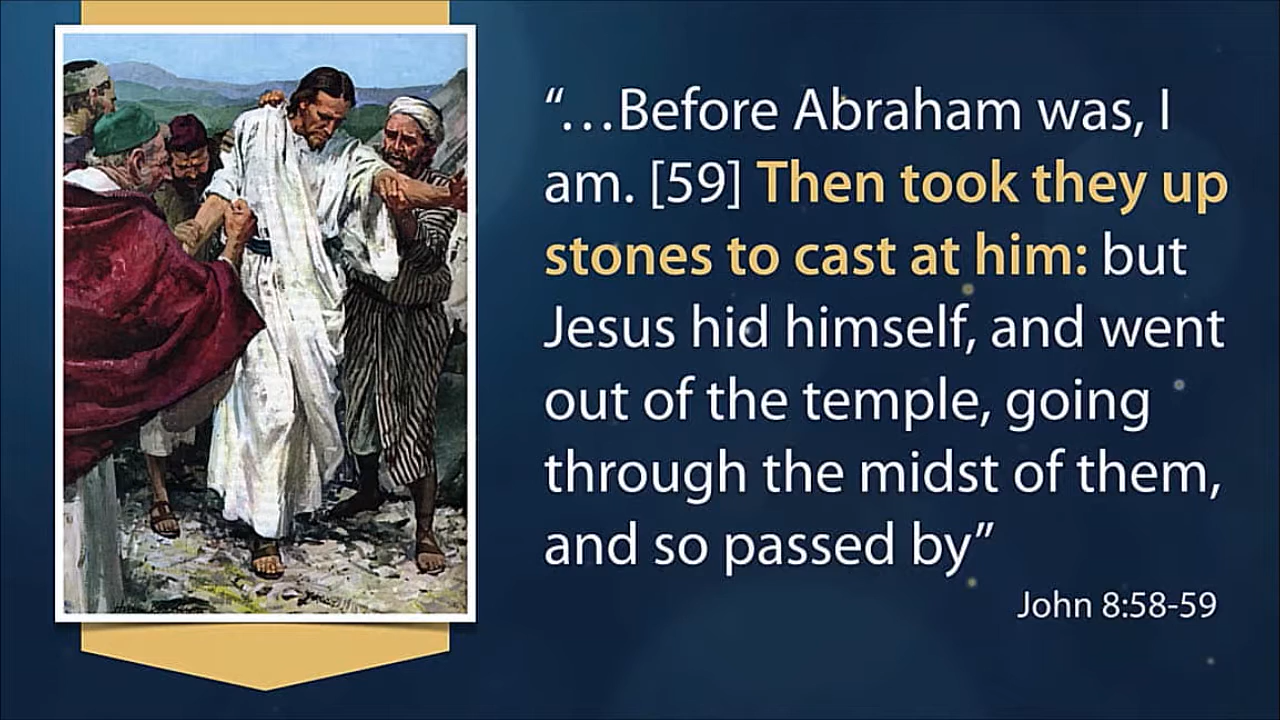 “…Before Abraham was, I
am. [59] Then took they up
stones to cast at him: but
Jesus hid himself, and went
out of the temple, going
through the midst of them,
and so passed by”
John 8:58-59